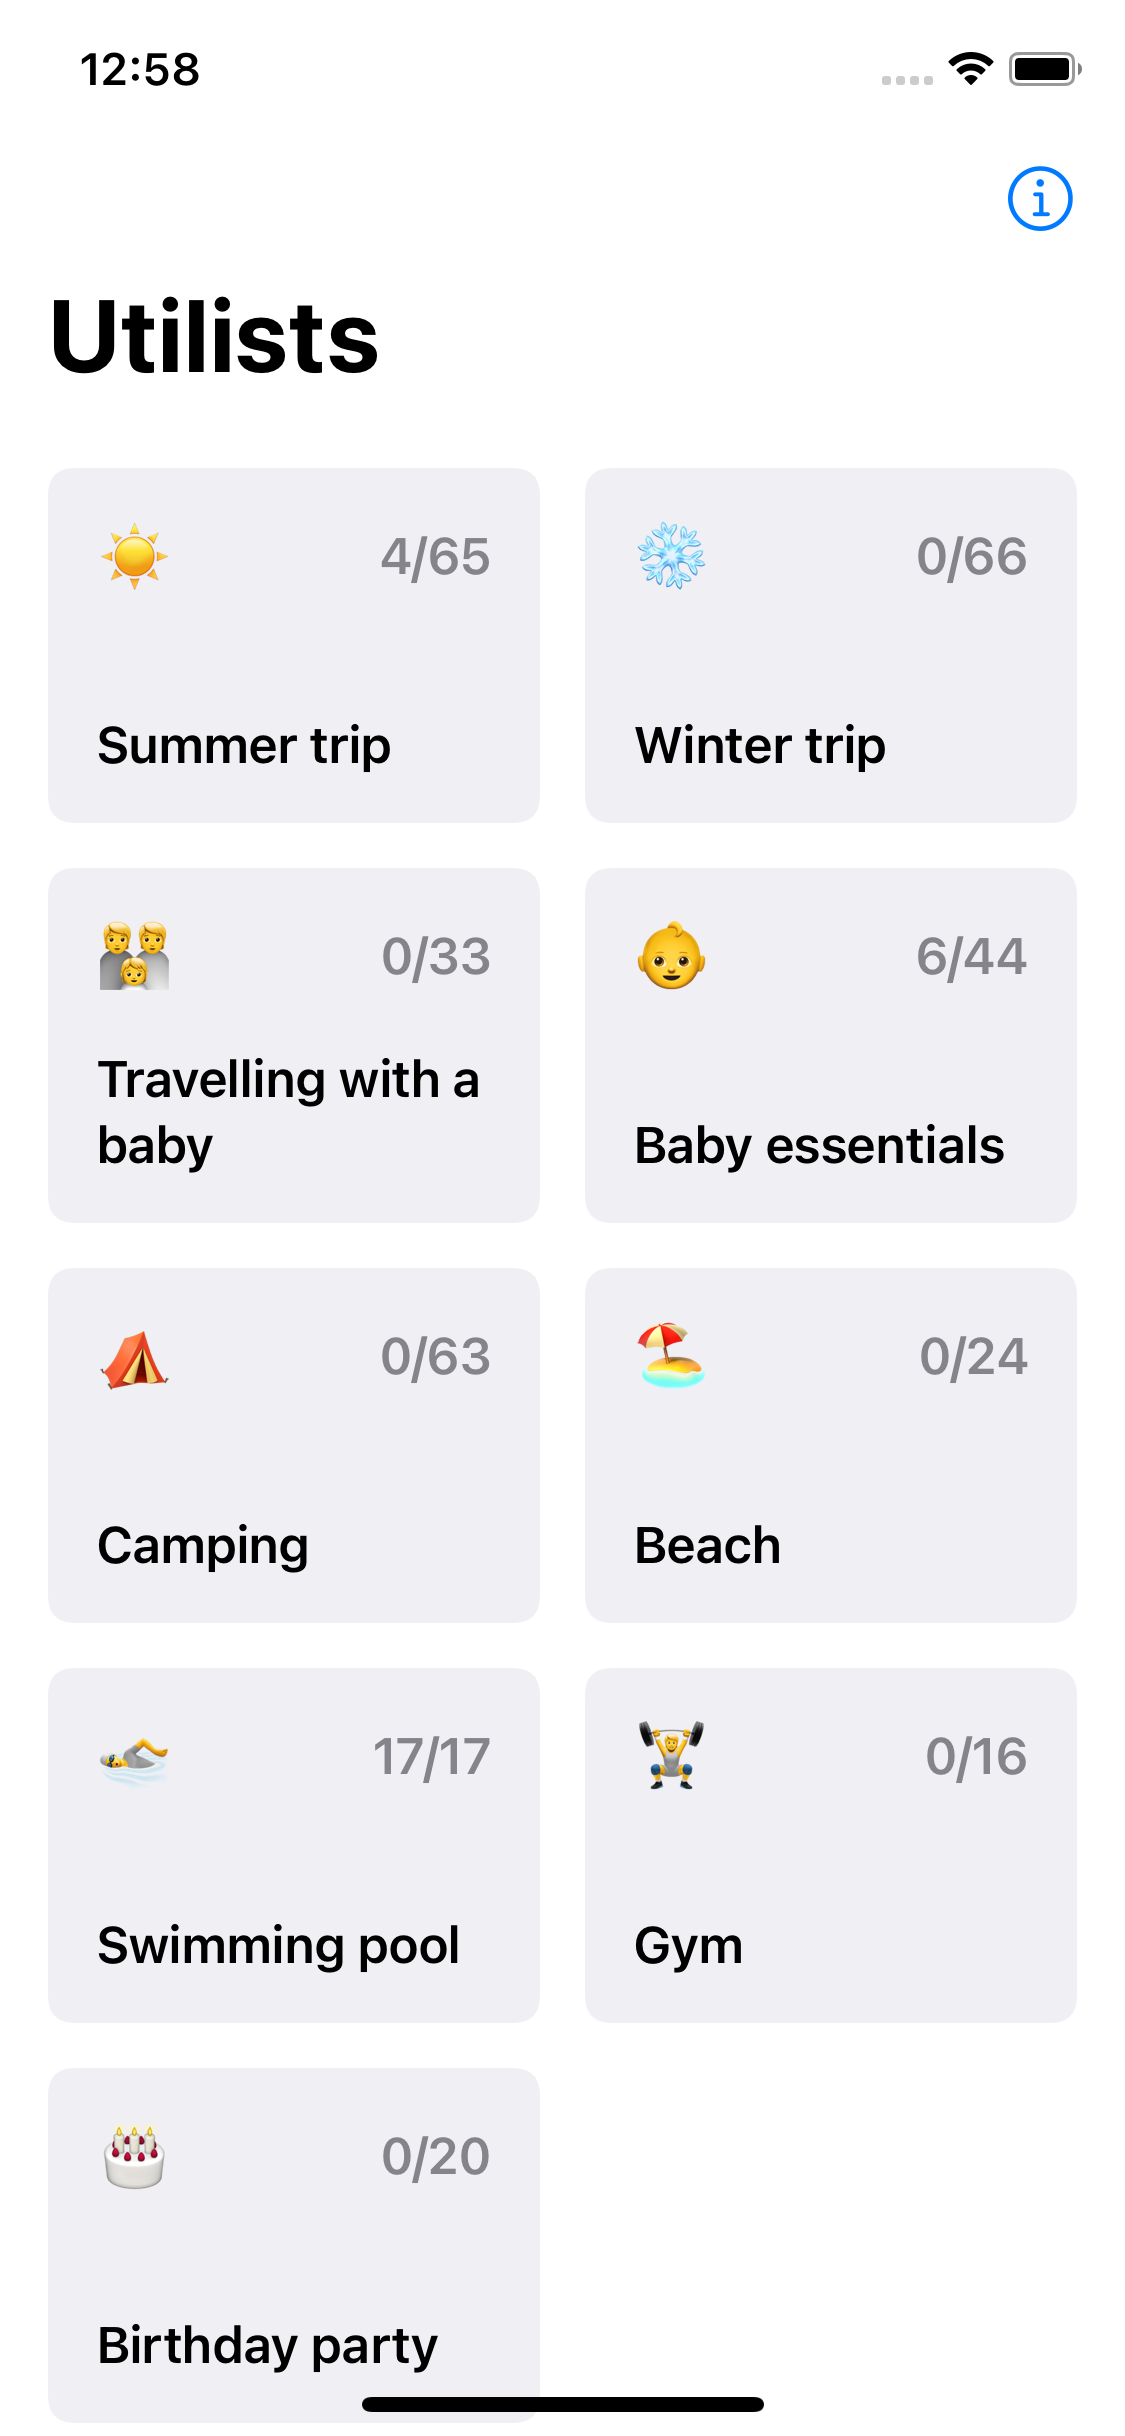 12:58
Utilists
4/65
Summer trip
0/66
Winter trip
0/33
Travelling with a
baby
6/44
Baby essentials
0/63
Camping
0/24
Beach
17/17
Swimming pool
0/16
Gym
0/20
Birthday party